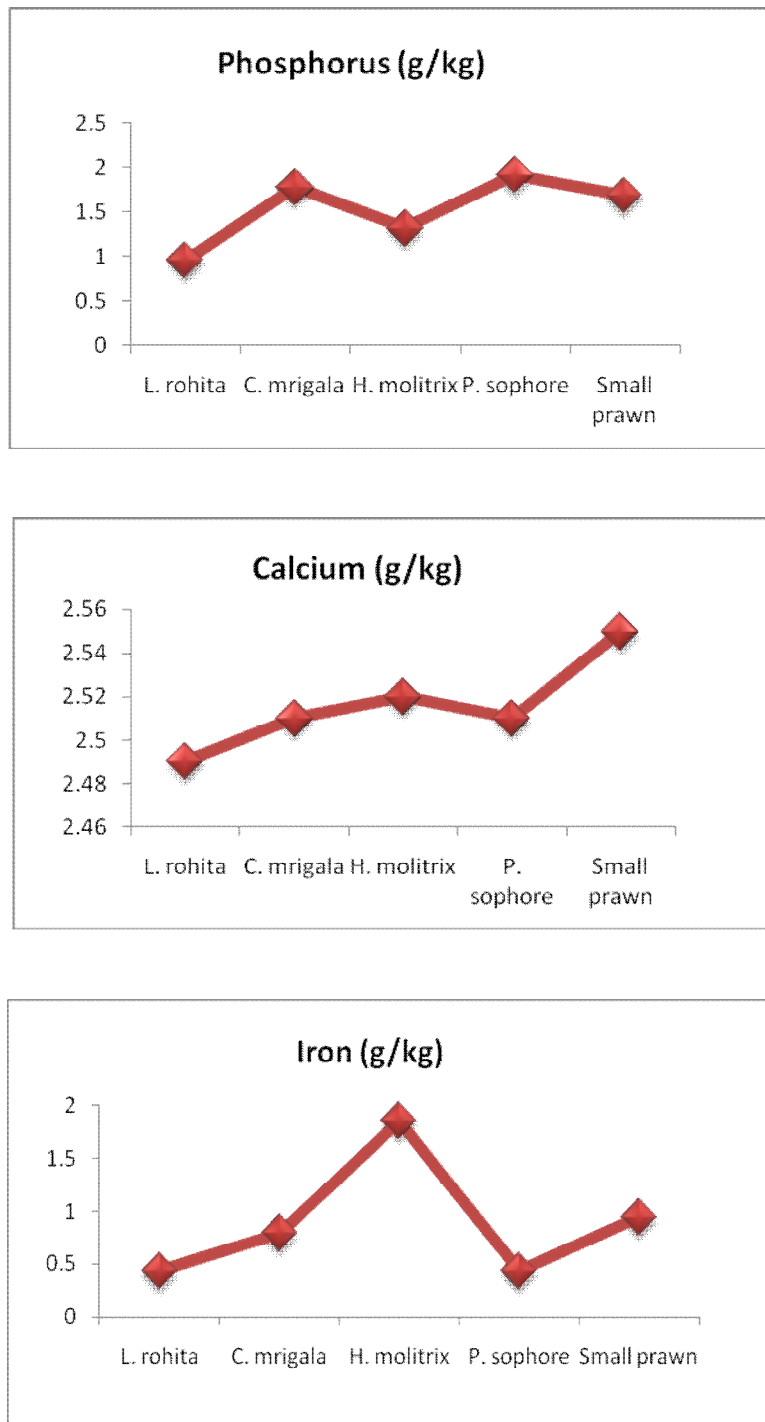 Phosphorus (g/kg)
2.5
2
1.5
1
0.5
0
L. rohita C. mrigala H. molitrix P. sophore Small
prawn
Calcium (g/kg)
2.56
2.54
2.52
2.5
2.48
2.46
L. rohita C. mrigala H. molitrix P. Small
sophore prawn
Iron (g/kg)
2
1.5
1
0.5
0
L. rohita C. mrigala H. molitrix P. sophore Small prawn